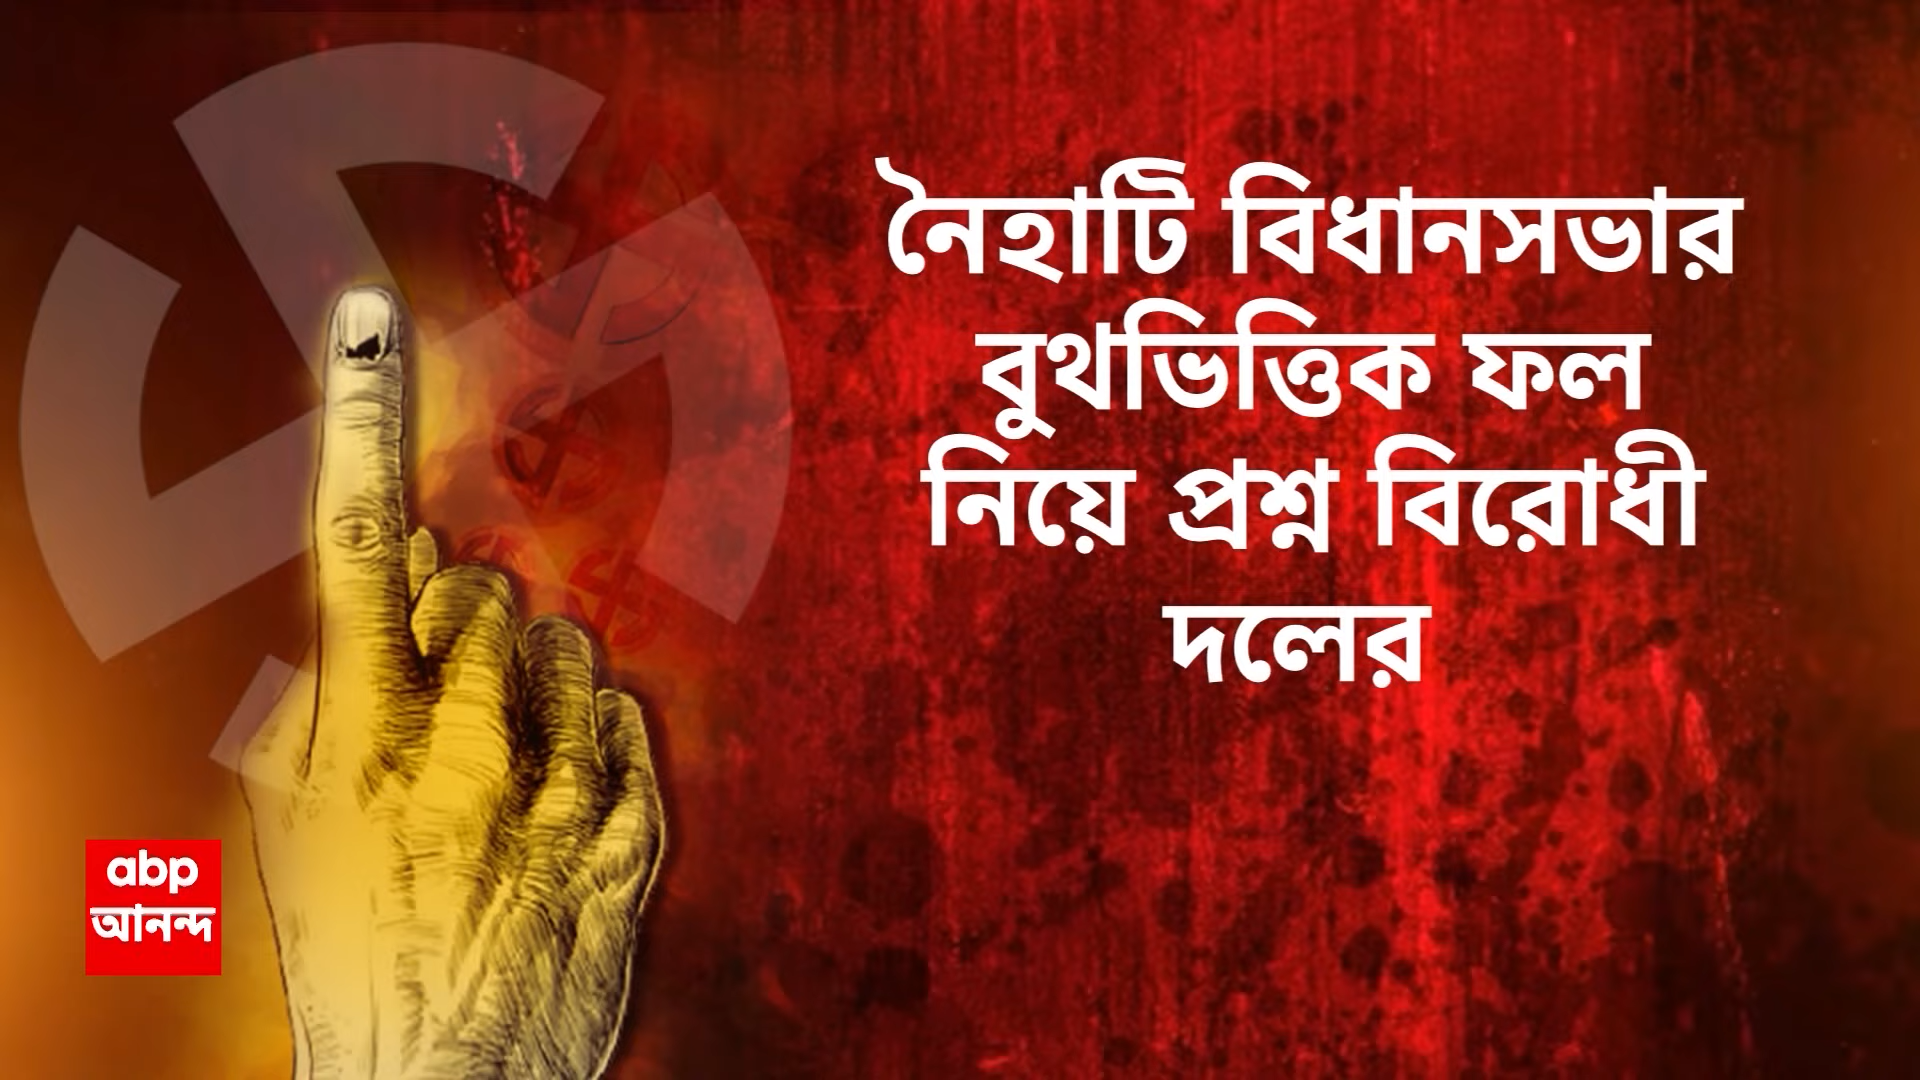 নৈহাটি বিধানসভার
বুথভিত্তিক ফল
নিয়ে প্রশ্ন বিরোধী
দলের
abp
আনন্দ